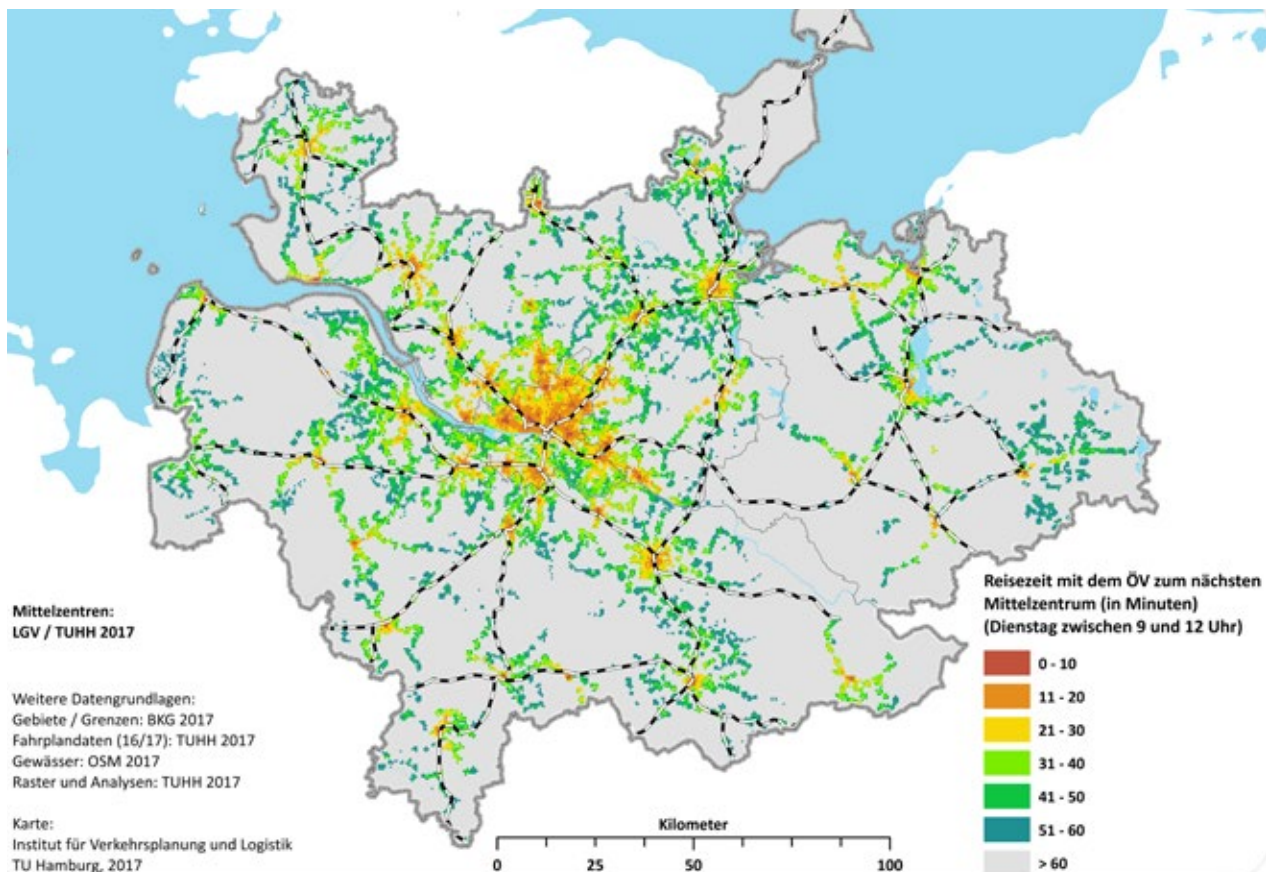 Mittelzentren:
LGV / TUHH 2017
Weitere Datengrundlagen:
Gebiete / Grenzen: BKG 2017
Fahrplandaten (16/17): TUHH 2017
Gewässer: OSM 2017
Raster und Analysen: TUHH 2017
Karte:
Institut für Verkehrsplanung und Logistik
TU Hamburg, 2017
Kilometer
0 25 50 100
Reisezeit mit dem ÖV zum nächsten
Mittelzentrum (in Minuten)
(Dienstag zwischen 9 und 12 Uhr)
0 - 10
11 - 20
21 - 30
31 - 40
41 - 50
51 - 60
> 60